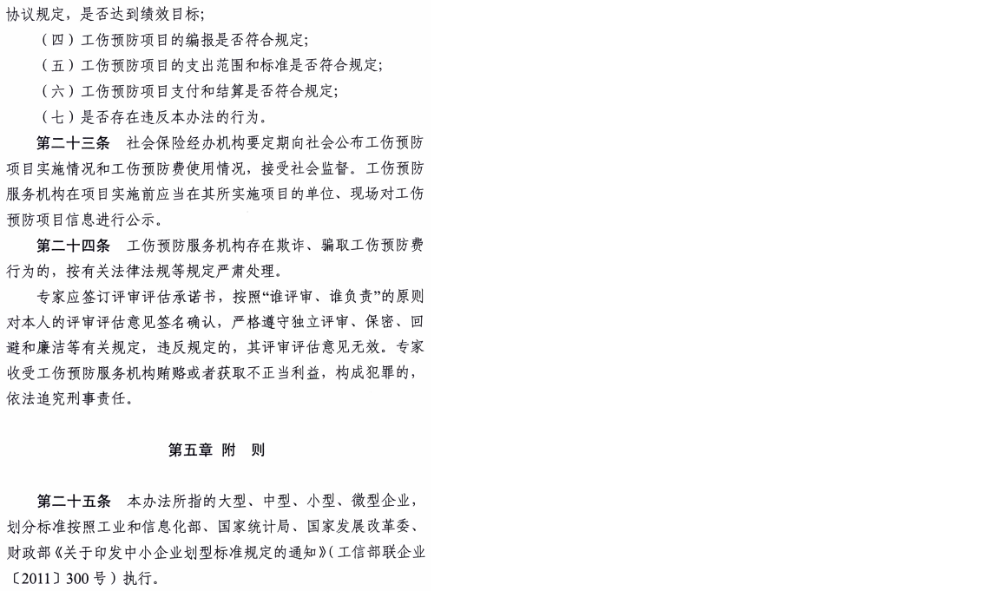 协议规定，是否达到绩效目标；
（四）工伤预防项目的编报是否符合规定；
（五）工伤预防项目的支出范围和标准是否符合规定；
（六）工伤预防项目支付和结算是否符合规定；
（七）是否存在违反本办法的行为。
第二十三条　社会保险经办机构要定期向社会公布工伤预防
项目实施情况和工伤预防费使用情况，接受社会监督。工伤预防
服务机构在项目实施前应当在其所实施项目的单位、现场对工伤
预防项目信息进行公示。
第二十四条　工伤预防服务机构存在欺诈、骗取工伤预防费
行为的，按有关法律法规等规定严肃处理。
专家应签订评审评估承诺书，按照“谁评审、谁负责”的原则
对本人的评审评估意见签名确认，严格遵守独立评审、保密、回
避和廉洁等有关规定，违反规定的，其评审评估意见无效。专家
收受工伤预防服务机构贿赂或者获取不正当利益，构成犯罪的，
依法追究刑事责任。
第五章 附　则
第二十五条　本办法所指的大型、中型、小型、微型企业，
划分标准按照工业和信息化部、国家统计局、国家发展改革委、
财政部《关于印发中小企业划型标准规定的通知》（工信部联企业
〔2011〕300 号）执行。